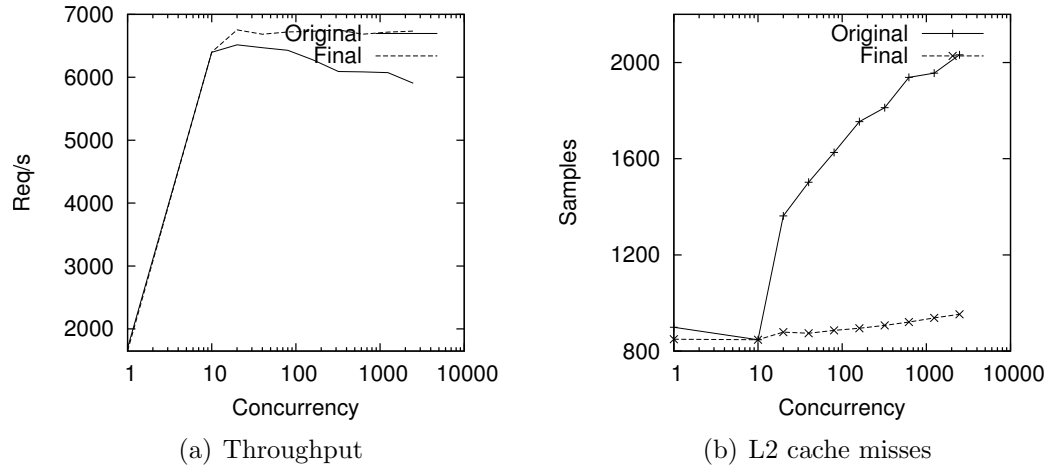 7000
6000
5000
4000
3000
2000
Req/s
Original
Final
1 10 100 1000 10000
Concurrency
(a) Throughput
2000
1600
1200
800
Samples
Original
Final
1 10 100 1000 10000
Concurrency
(b) L2 cache misses